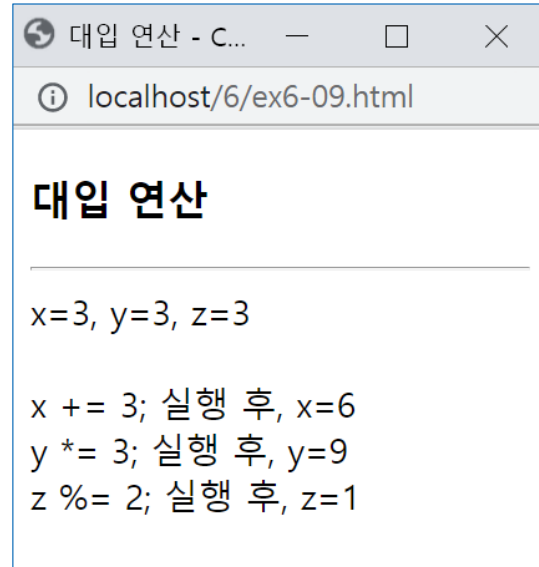 대입 연산 - C...
localhost/6/ex6-09.html
대입 연산
x=3, y=3, z=3
x += 3; 실행 후, x=6
y *= 3; 실행 후, y=9
z %= 2; 실행 후, z=1